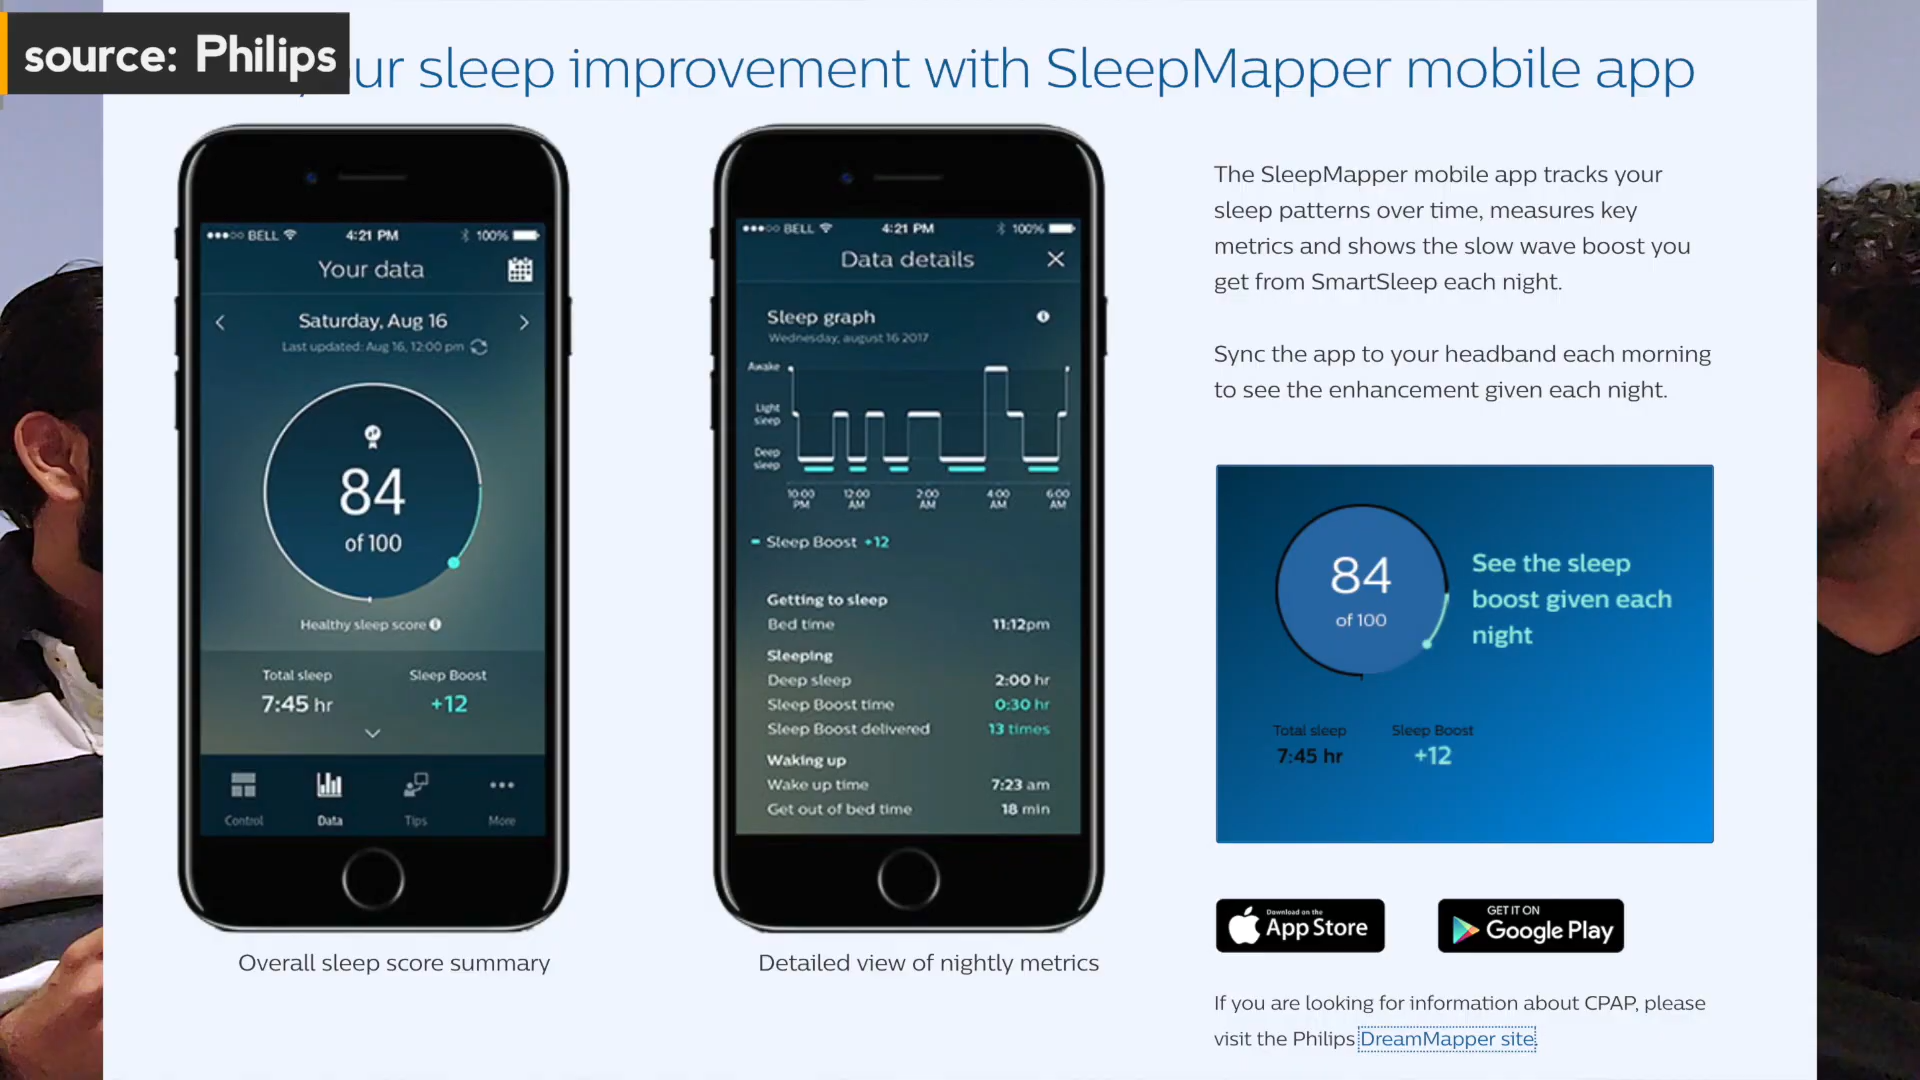 source: Philips
ur sleep improvement with SleepMapper mobile app
BELL 4:21 PM 100%
Your data
Saturday, Aug 16
Last updated: Aug 16, 12:00 pm
84
of 100
Healthy sleep score
Total sleep Sleep Boost
7:45 hr +12
Control Data Tips More
Overall sleep score summary
BELL 4:21 PM 100%
Data details
Sleep graph
Wednesday, august 16 2017
Awake
Light
sleep
Deep
sleep
10:00 PM 12:00 AM 2:00 AM 4:00 AM 6:00 AM
Sleep Boost +12
Getting to sleep
Bed time 11:12pm
Sleeping
Deep sleep 2:00 hr
Sleep Boost time 0:30 hr
Sleep Boost delivered 13 times
Waking up
Wake up time 7:23 am
Get out of bed time 18 min
Detailed view of nightly metrics
The SleepMapper mobile app tracks your
sleep patterns over time, measures key
metrics and shows the slow wave boost you
get from SmartSleep each night.
Sync the app to your headband each morning
to see the enhancement given each night.
84
of 100
See the sleep
boost given each
night
Total sleep Sleep Boost
7:45 hr +12
Download on the
App Store
GET IT ON
Google Play
If you are looking for information about CPAP, please
visit the Philips DreamMapper site.